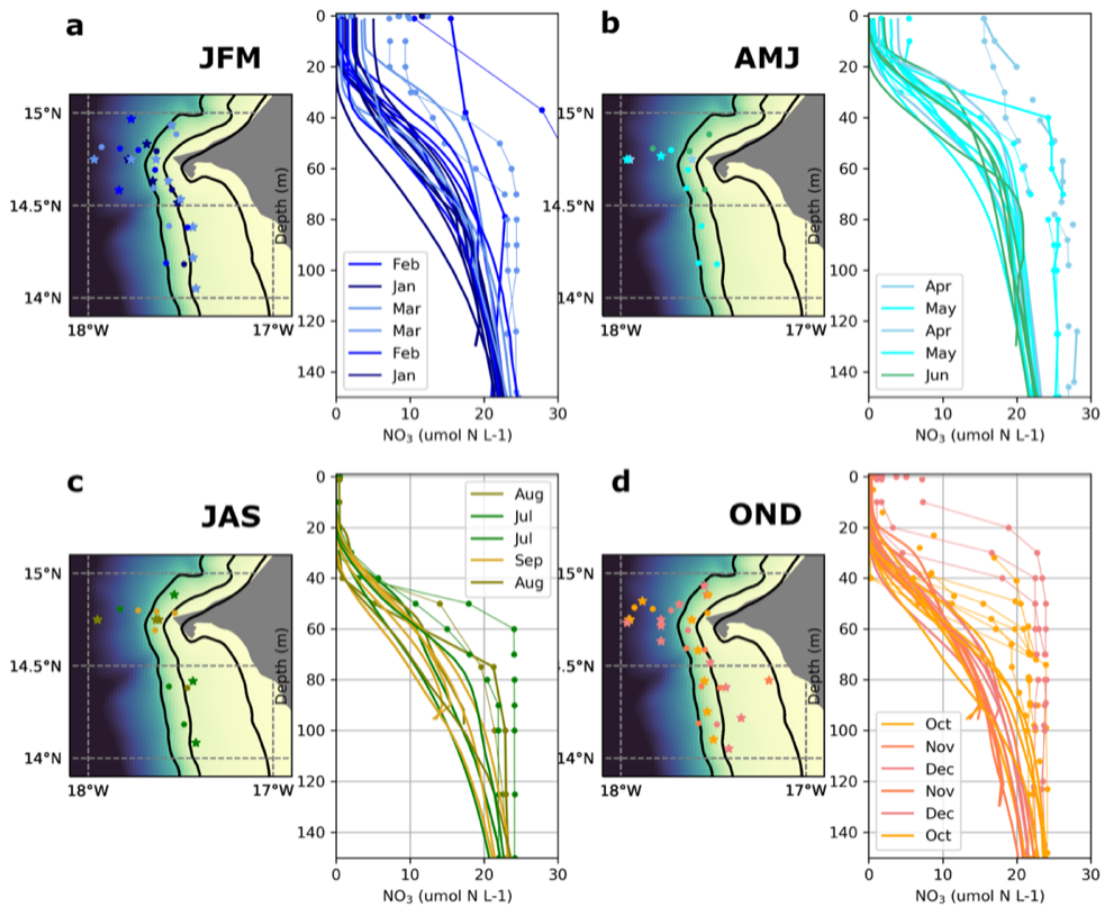 a
JFM
15°N
14.5°N
14°N
18°W
17°W
Depth (m)
0
20
40
60
80
100
120
140
Feb
Jan
Mar
Mar
Feb
Jan
0
10
20
30
NO₃ (umol N L-1)
b
AMJ
15°N
14.5°N
14°N
18°W
17°W
Depth (m)
0
20
40
60
80
100
120
140
Apr
May
Apr
May
Jun
0
10
20
30
NO₃ (umol N L-1)
c
JAS
15°N
14.5°N
14°N
18°W
17°W
Depth (m)
0
20
40
60
80
100
120
140
Aug
Jul
Jul
Sep
Aug
0
10
20
30
NO₃ (umol N L-1)
d
OND
15°N
14.5°N
14°N
18°W
17°W
Depth (m)
0
20
40
60
80
100
120
140
Oct
Nov
Dec
Nov
Dec
Oct
0
10
20
30
NO₃ (umol N L-1)